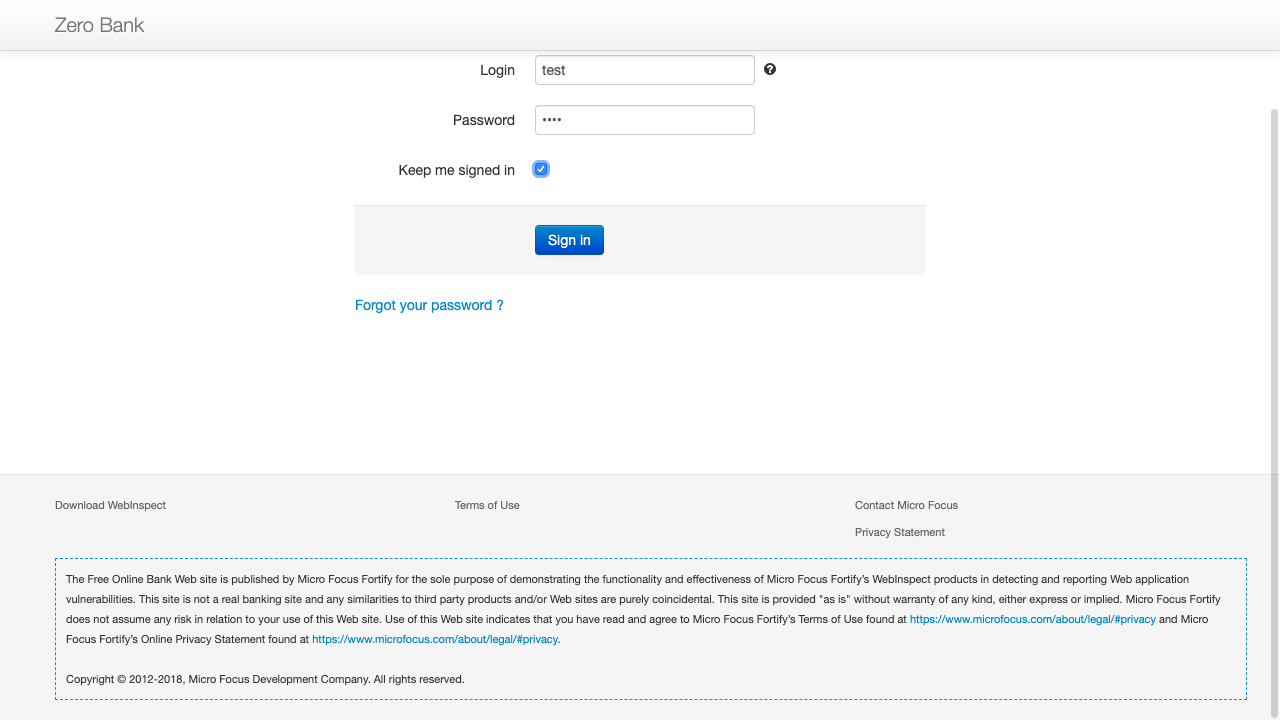 Zero Bank
Login test
Password ••••
Keep me signed in
Sign in
Forgot your password ?
Download WebInspect
Terms of Use
Contact Micro Focus
Privacy Statement
The Free Online Bank Web site is published by Micro Focus Fortify for the sole purpose of demonstrating the functionality and effectiveness of Micro Focus Fortify's WebInspect products in detecting and reporting Web application
vulnerabilities. This site is not a real banking site and any similarities to third party products and/or Web sites are purely coincidental. This site is provided "as is" without warranty of any kind, either express or implied. Micro Focus Fortify
does not assume any risk in relation to your use of this Web site. Use of this Web site indicates that you have read and agree to Micro Focus Fortify's Terms of Use found at https://www.microfocus.com/about/legal/#privacy and Micro
Focus Fortify's Online Privacy Statement found at https://www.microfocus.com/about/legal/#privacy.
Copyright © 2012-2018, Micro Focus Development Company. All rights reserved.